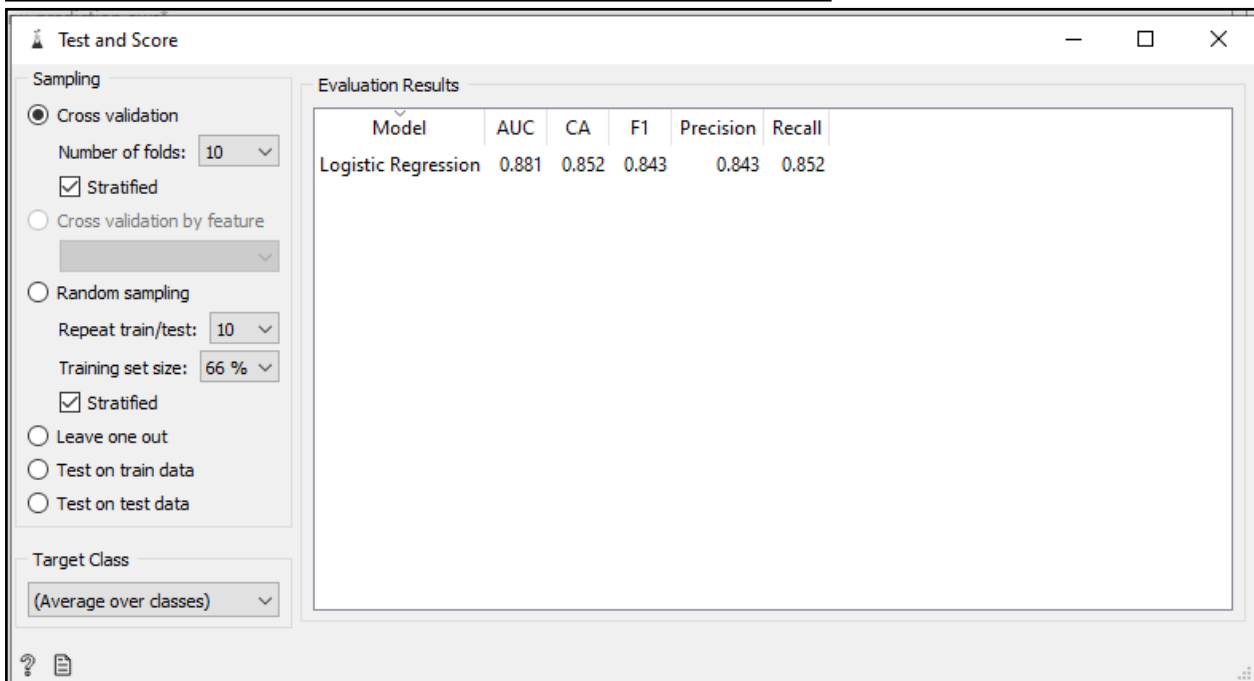 Test and Score
Sampling
Cross validation
Number of folds: 10
Stratified
Cross validation by feature
Random sampling
Repeat train/test: 10
Training set size: 66 %
Stratified
Leave one out
Test on train data
Test on test data
Target Class
(Average over classes)
Evaluation Results
Model AUC CA F1 Precision Recall
Logistic Regression 0.881 0.852 0.843 0.843 0.852
?